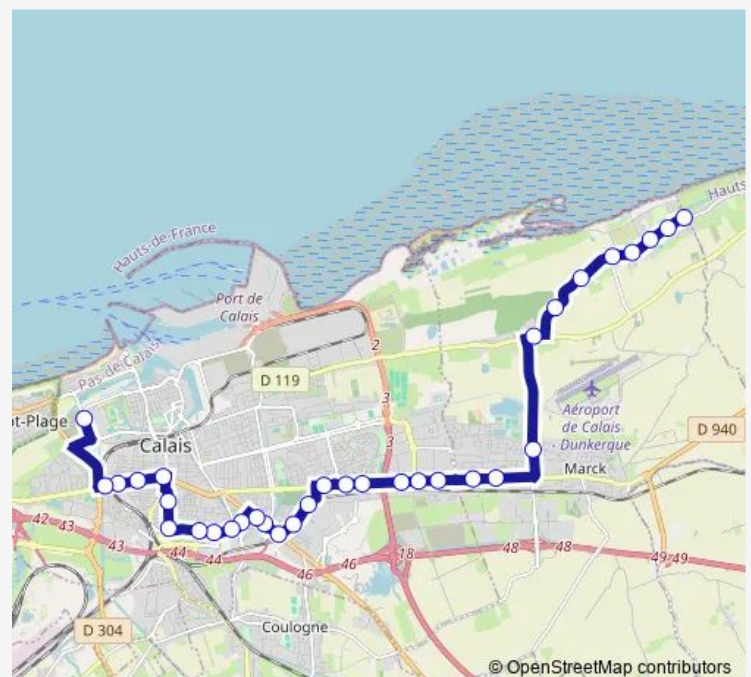 Hauts
Hauts-de-France
Port de
Calais
2
Pas-de-Calais
D 119
3
Aéroport
de Calais
- Dunkerque
ot-Plage
D 940
Calais
3
Marck
42
43
43
44
44
18
48
48
49
49
46
46
D 304
Coulogne
© OpenStreetMap contributors